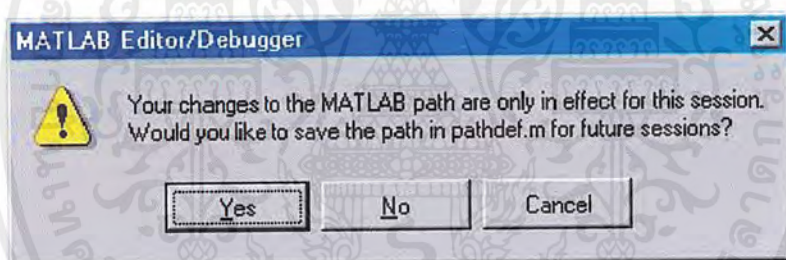 MATLAB Editor/Debugger
Your changes to the MATLAB path are only in effect for this session.
Would you like to save the path in pathdef.m for future sessions?
Yes
No
Cancel